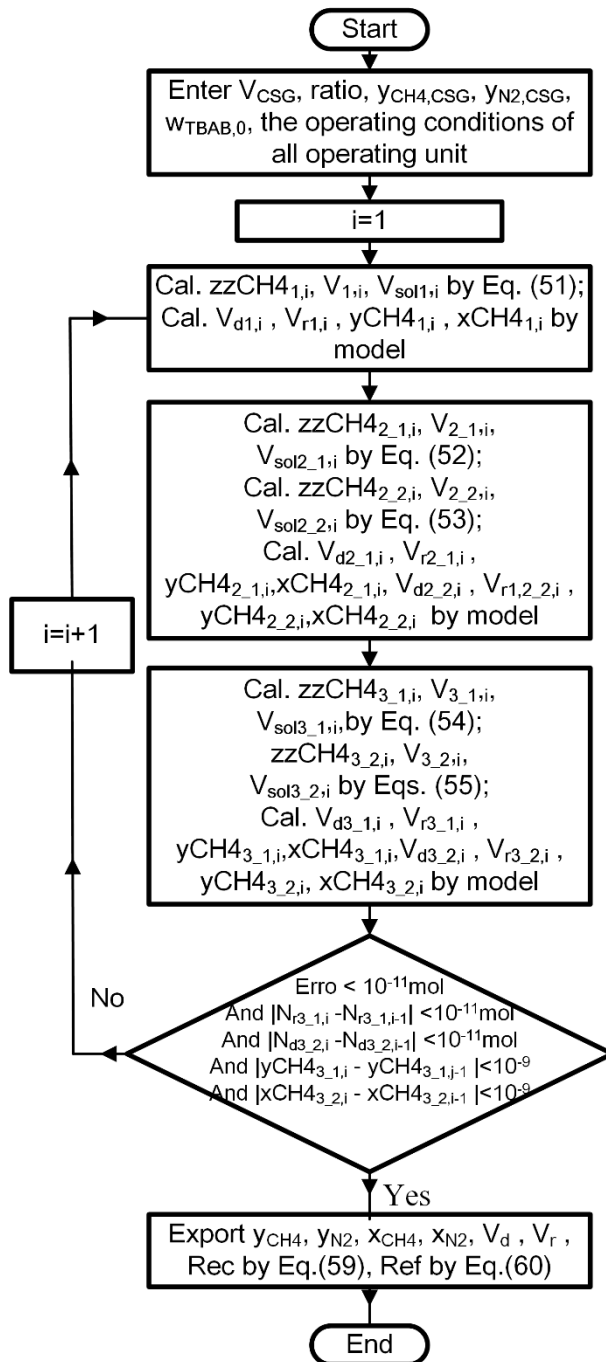 Start
Enter V_CSG, ratio, y_CH4,CSG, y_N2,CSG,
w_TBAB,0, the operating conditions of
all operating unit
i=1
Cal. zzCH4_1,i, V_1,i, V_sol1,i by Eq. (51);
Cal. V_d1,i , V_r1,i , yCH4_1,i , xCH4_1,i by
model
Cal. zzCH4_2_1,i, V_2_1,i,
V_sol2_1,i by Eq. (52);
Cal. zzCH4_2_2,i, V_2_2,i,
V_sol2_2,i by Eq. (53);
Cal. V_d2_1,i , V_r2_1,i ,
yCH4_2_1,i,xCH4_2_1,i, V_d2_2,i , V_r1,2_2,i ,
yCH4_2_2,i,xCH4_2_2,i by model
i=i+1
Cal. zzCH4_3_1,i, V_3_1,i,
V_sol3_1,i,by Eq. (54);
zzCH4_3_2,i, V_3_2,i,
V_sol3_2,i by Eqs. (55);
Cal. V_d3_1,i , V_r3_1,i ,
yCH4_3_1,i,xCH4_3_1,i,V_d3_2,i , V_r3_2,i ,
yCH4_3_2,i, xCH4_3_2,i by model
Erro < 10^-11mol
And |N_r3_1,i -N_r3_1,i-1| <10^-11mol
And |N_d3_2,i -N_d3_2,i-1| <10^-11mol
And |yCH4_3_1,i - yCH4_3_1,j-1 |<10^-9
And |xCH4_3_2,i - xCH4_3_2,i-1 |<10^-9
No
Yes
Export y_CH4, y_N2, x_CH4, x_N2, V_d , V_r ,
Rec by Eq.(59), Ref by Eq.(60)
End